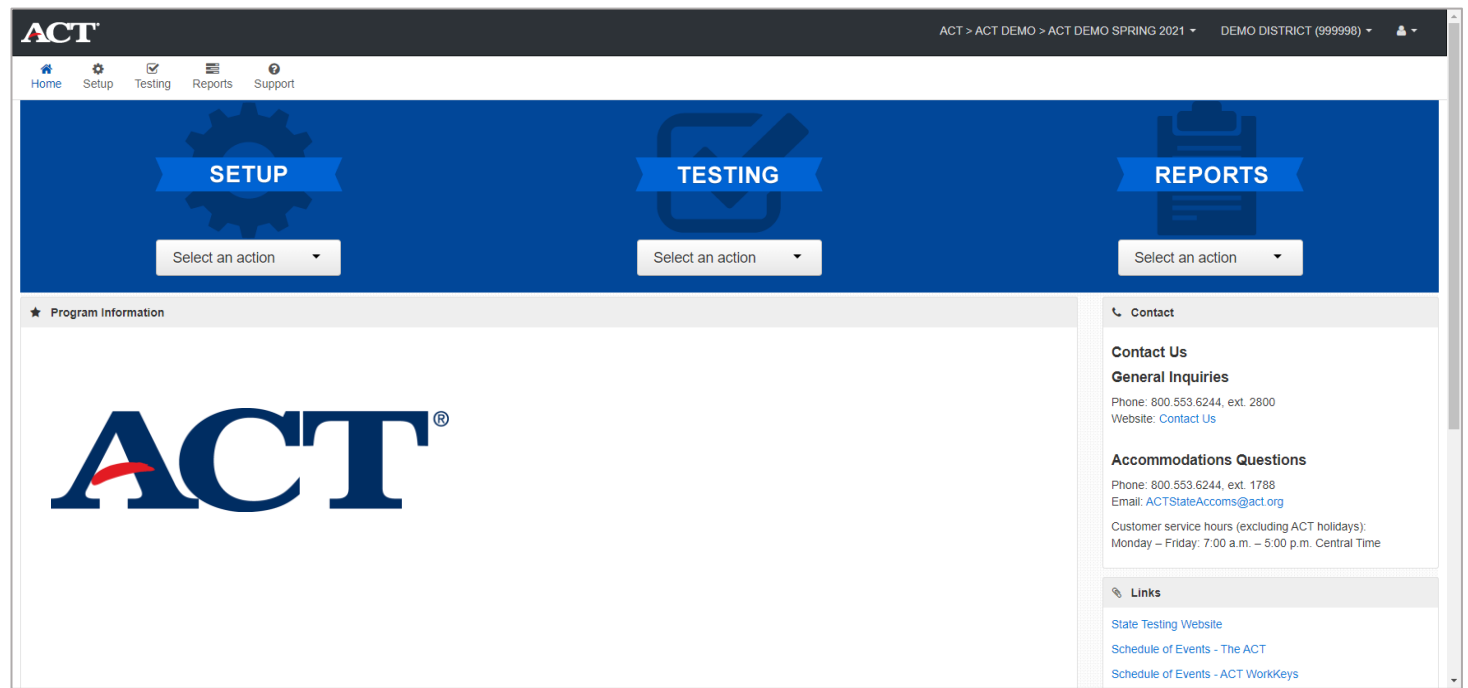 ACT
ACT > ACT DEMO > ACT DEMO SPRING 2021
DEMO DISTRICT (999998)
Home
Setup
Testing
Reports
Support
SETUP
TESTING
REPORTS
Select an action
Select an action
Select an action
Program Information
ACT®
Contact
Contact Us
General Inquiries
Phone: 800.553.6244, ext. 2800
Website: Contact Us
Accommodations Questions
Phone: 800.553.6244, ext. 1788
Email: ACTStateAccoms@act.org
Customer service hours (excluding ACT holidays):
Monday – Friday: 7:00 a.m. – 5:00 p.m. Central Time
Links
State Testing Website
Schedule of Events - The ACT
Schedule of Events - ACT WorkKeys